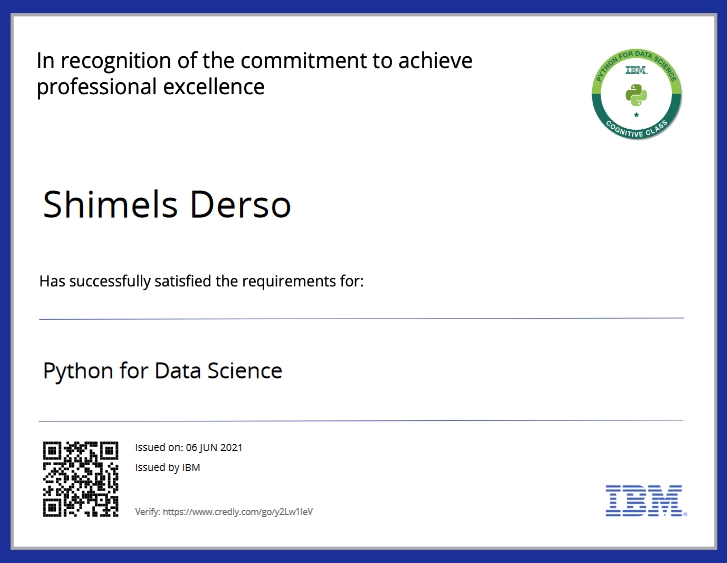 In recognition of the commitment to achieve
professional excellence
PYTHON FOR DATA SCIENCE
IBM
COGNITIVE CLASS
Shimels Derso
Has successfully satisfied the requirements for:
Python for Data Science
Issued on: 06 JUN 2021
Issued by IBM
Verify: https://www.credly.com/go/y2Lw1leV
IBM®